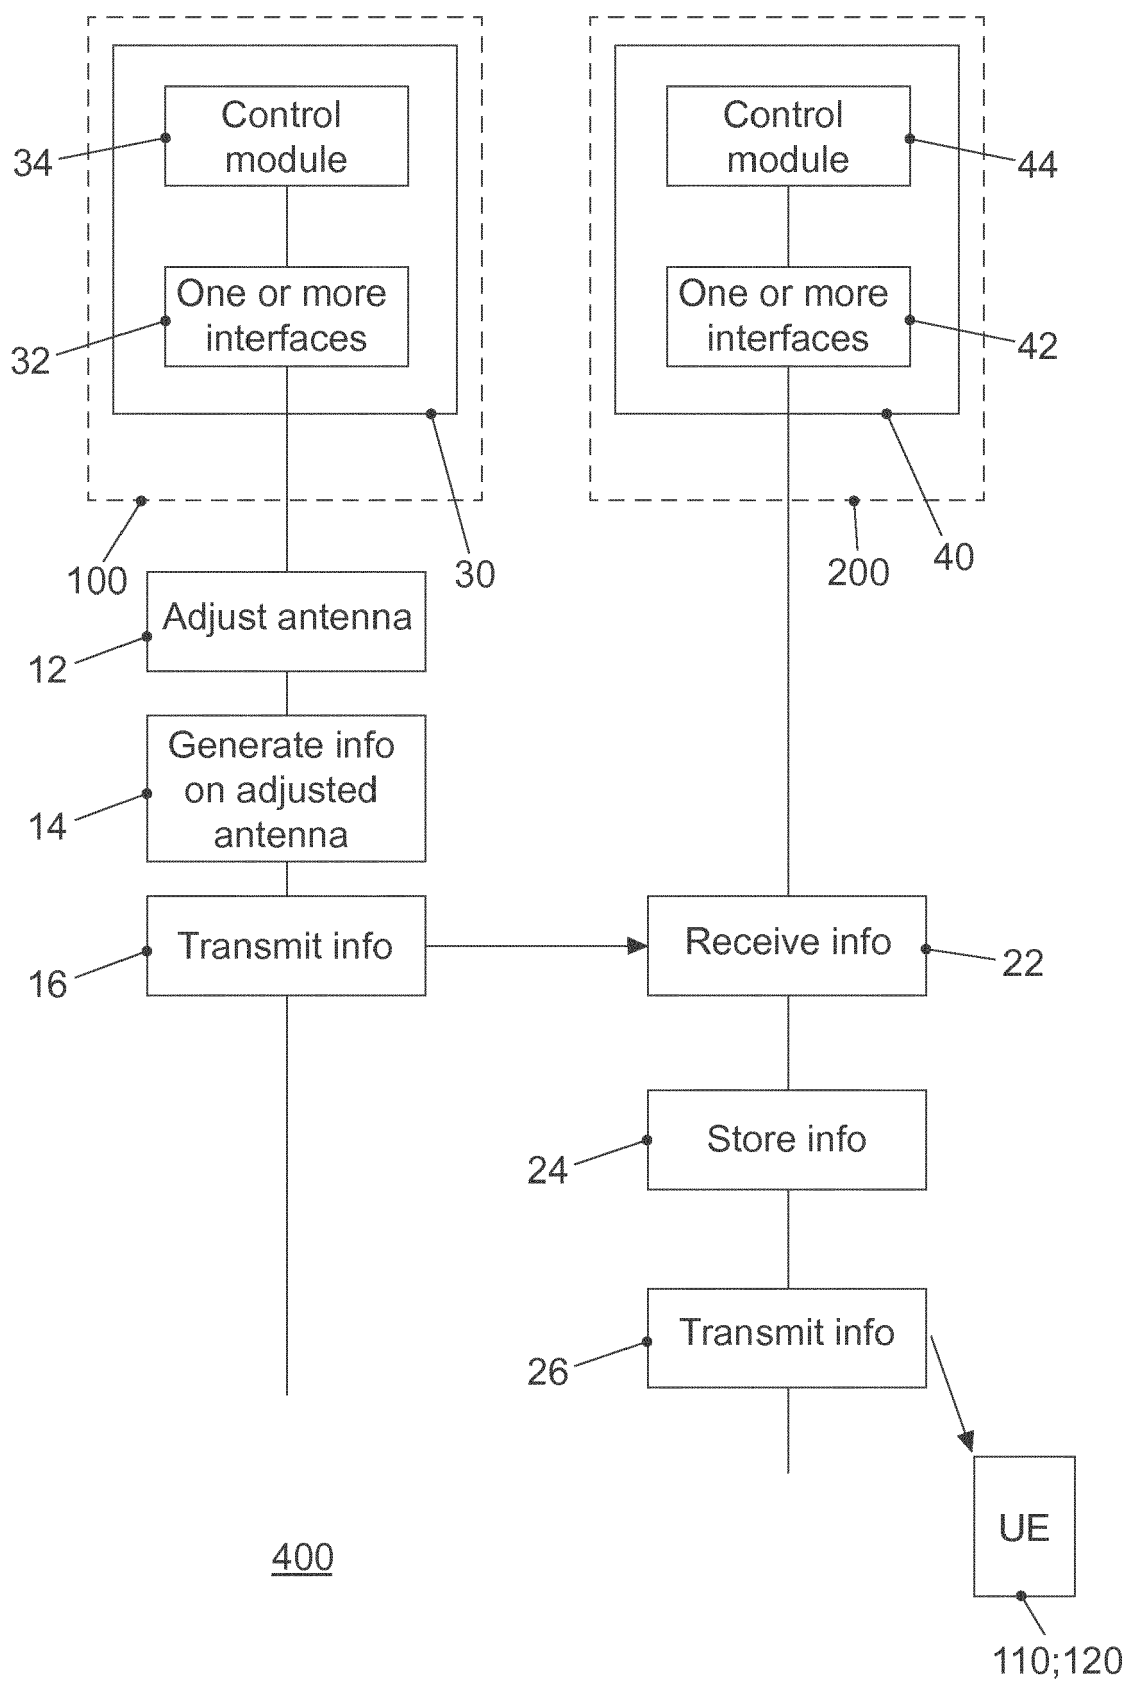 Control
module
34
One or more
interfaces
32
100
30
Control
module
44
One or more
interfaces
42
200
40
Adjust antenna
12
Generate info
on adjusted
antenna
14
Transmit info
16
Receive info
22
Store info
24
Transmit info
26
UE
110;120
400